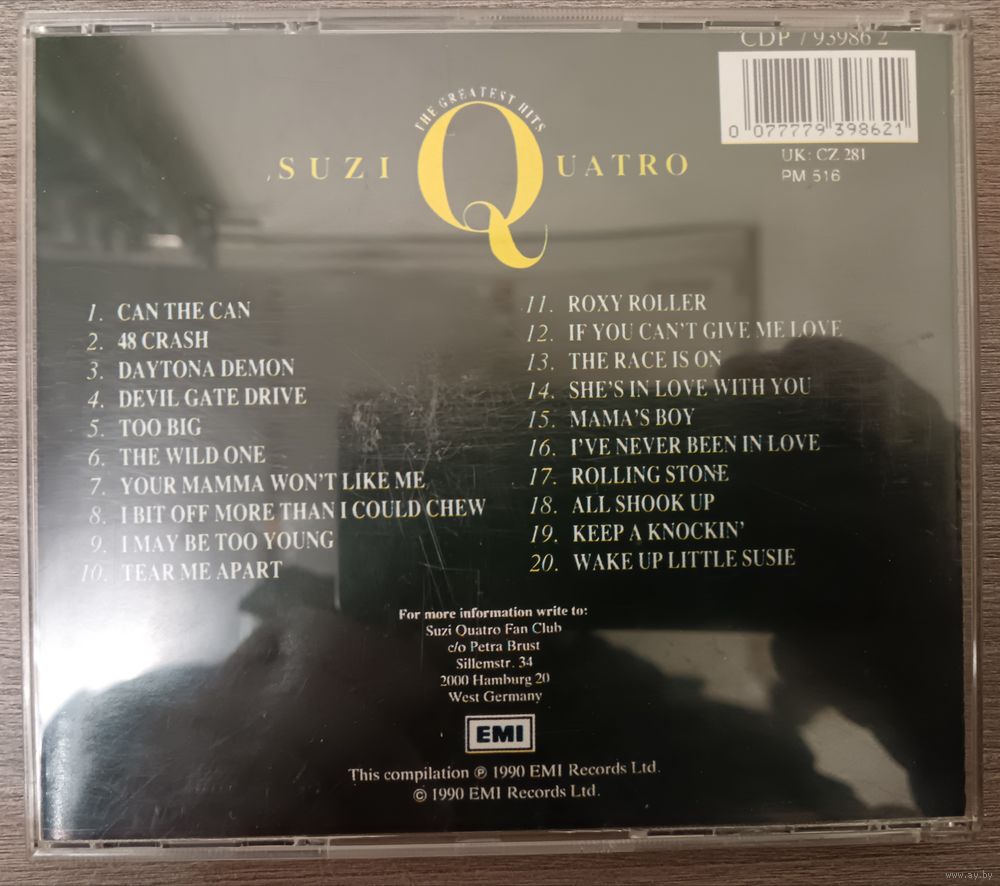 CDP 7 93986 2
0 077779 398621
UK: CZ 281
PM 516
THE GREATEST HITS
SUZI QUATRO
1. CAN THE CAN
2. 48 CRASH
3. DAYTONA DEMON
4. DEVIL GATE DRIVE
5. TOO BIG
6. THE WILD ONE
7. YOUR MAMMA WON'T LIKE ME
8. I BIT OFF MORE THAN I COULD CHEW
9. I MAY BE TOO YOUNG
10. TEAR ME APART
11. ROXY ROLLER
12. IF YOU CAN'T GIVE ME LOVE
13. THE RACE IS ON
14. SHE'S IN LOVE WITH YOU
15. MAMA'S BOY
16. I'VE NEVER BEEN IN LOVE
17. ROLLING STONE
18. ALL SHOOK UP
19. KEEP A KNOCKIN'
20. WAKE UP LITTLE SUSIE
For more information write to:
Suzi Quatro Fan Club
c/o Petra Brust
Sillemstr. 34
2000 Hamburg 20
West Germany
EMI
This compilation ℗ 1990 EMI Records Ltd.
© 1990 EMI Records Ltd.
www.ay.by